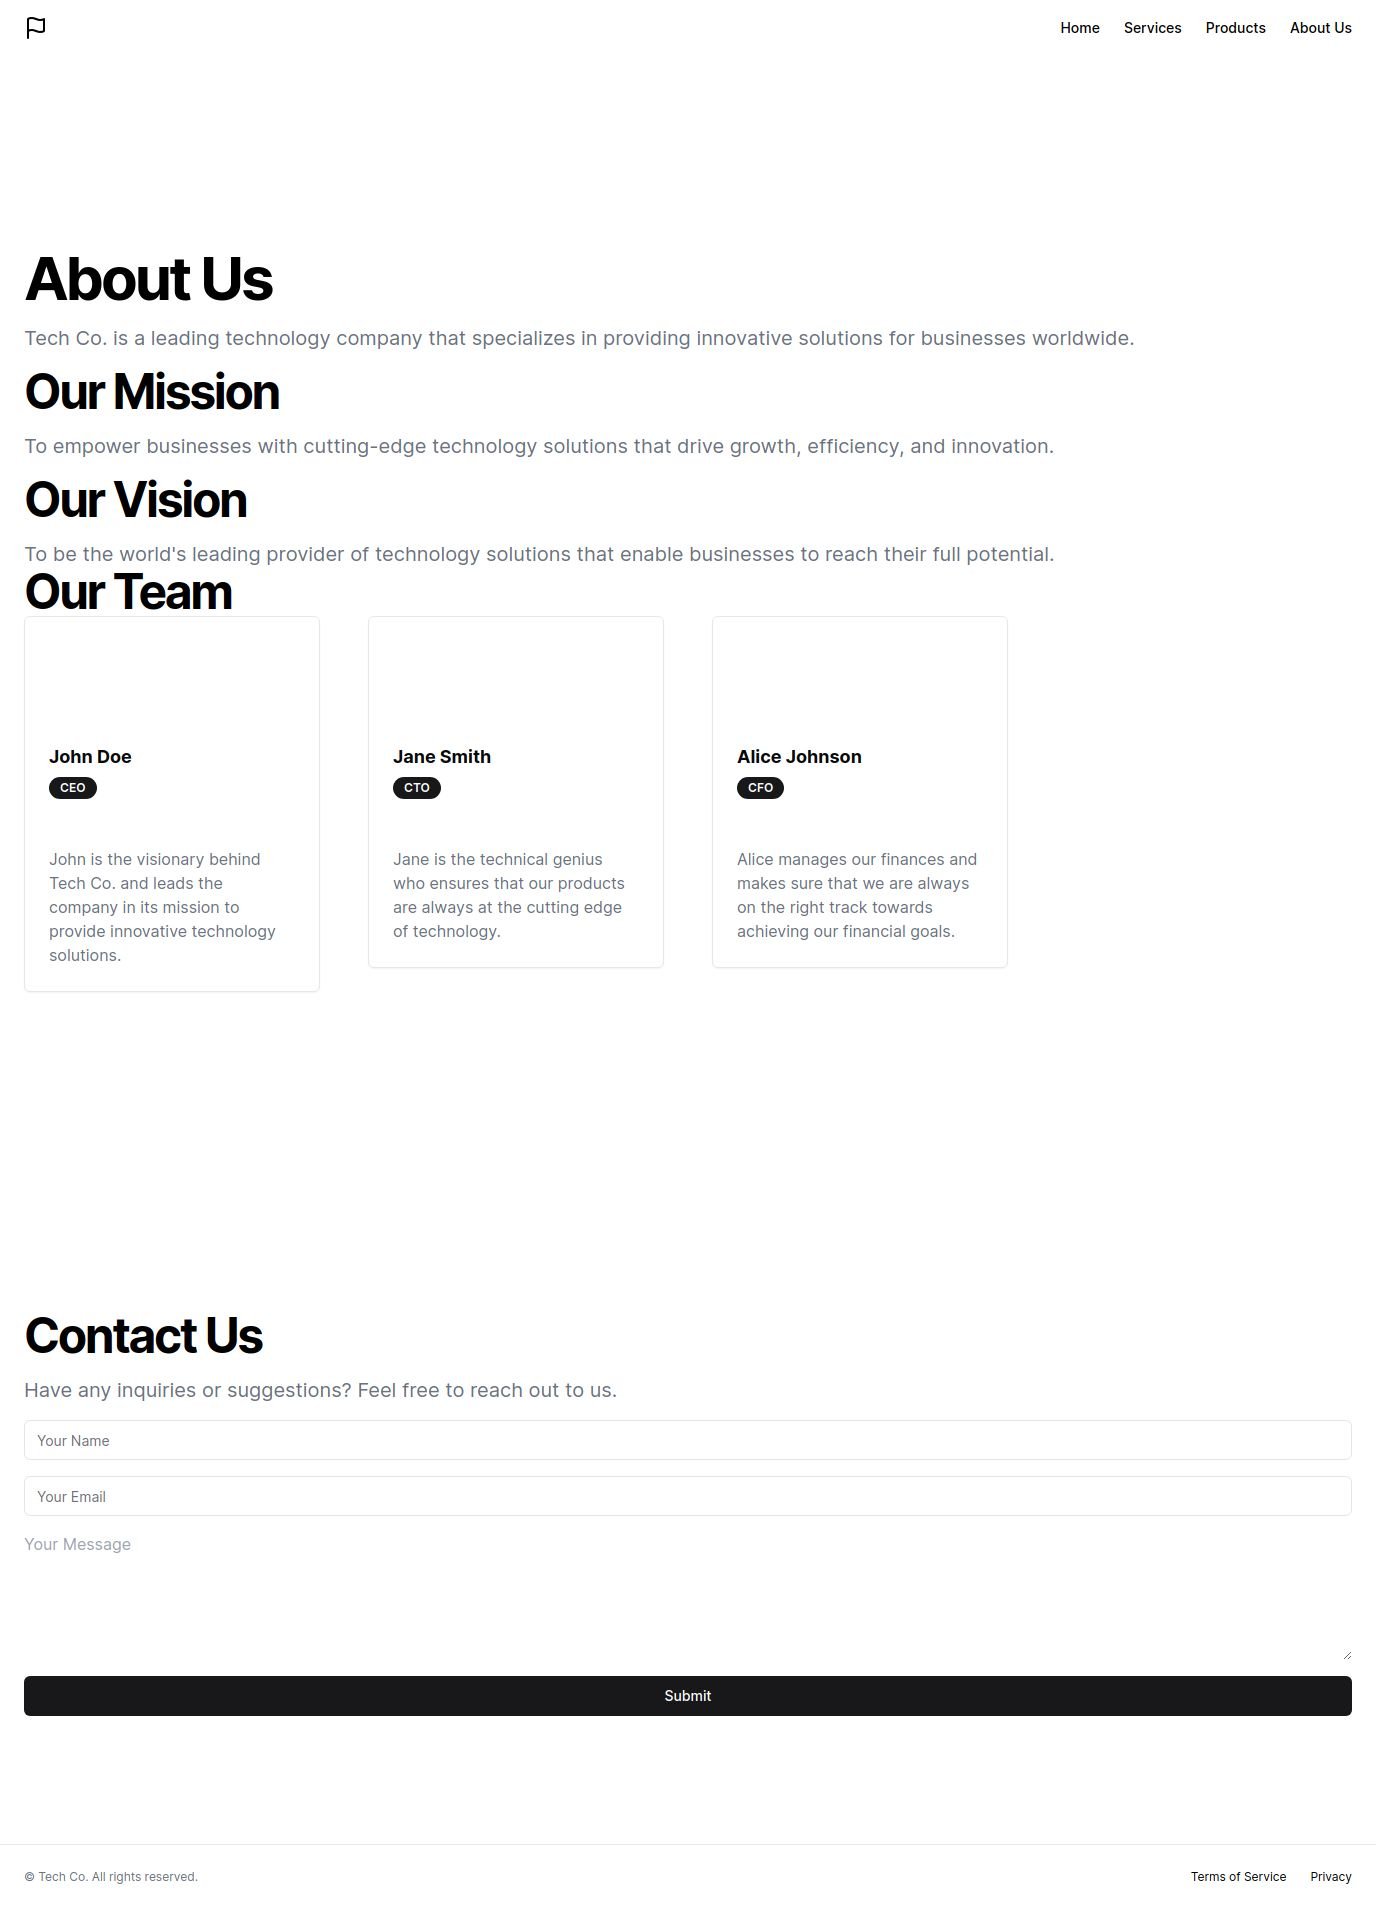 Home Services Products About Us
About Us
Tech Co. is a leading technology company that specializes in providing innovative solutions for businesses worldwide.
Our Mission
To empower businesses with cutting-edge technology solutions that drive growth, efficiency, and innovation.
Our Vision
To be the world's leading provider of technology solutions that enable businesses to reach their full potential.
Our Team
John Doe
CEO
John is the visionary behind
Tech Co. and leads the
company in its mission to
provide innovative technology
solutions.
Jane Smith
CTO
Jane is the technical genius
who ensures that our products
are always at the cutting edge
of technology.
Alice Johnson
CFO
Alice manages our finances and
makes sure that we are always
on the right track towards
achieving our financial goals.
Contact Us
Have any inquiries or suggestions? Feel free to reach out to us.
Your Name
Your Email
Your Message
Submit
© Tech Co. All rights reserved.
Terms of Service Privacy